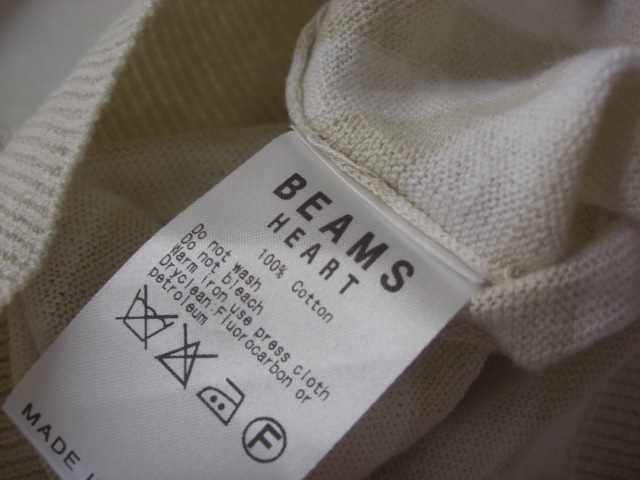 BEAMS
HEART
100% Cotton
Do not wash
Do not bleach
Warm iron use press cloth
Dryclean:Fluorocarbon or
petroleum
F
MADE